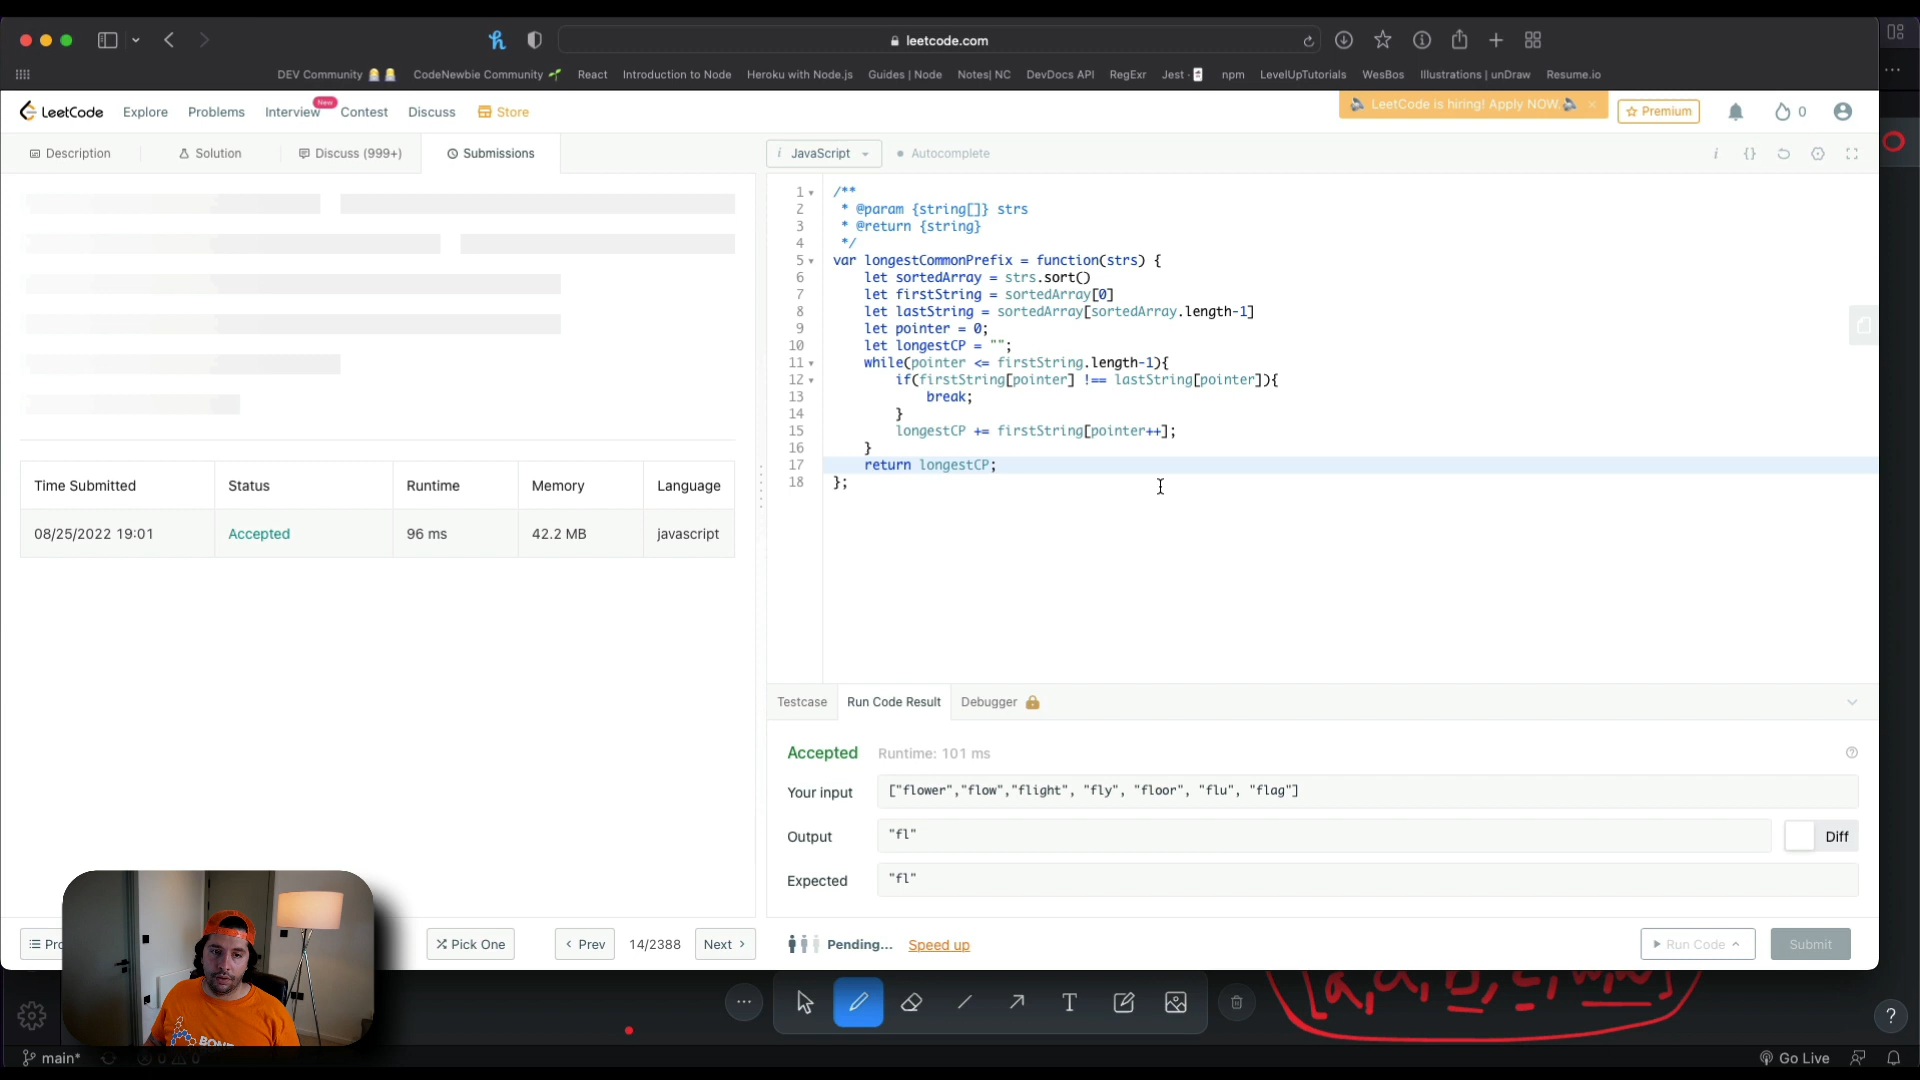 leetcode.com
DEV Community
CodeNewbie Community
React
Introduction to Node
Heroku with Node.js
Guides | Node
Notes| NC
DevDocs API
RegExr
Jest ·
npm
LevelUpTutorials
WesBos
Illustrations | unDraw
Resume.io
LeetCode
Explore
Problems
Interview
New
Contest
Discuss
Store
LeetCode is hiring! Apply NOW.
Premium
0
Description
Solution
Discuss (999+)
Submissions
i JavaScript
Autocomplete
i {}
1 /**
2 * @param {string[]} strs
3 * @return {string}
4 */
5 var longestCommonPrefix = function(strs) {
6 let sortedArray = strs.sort()
7 let firstString = sortedArray[0]
8 let lastString = sortedArray[sortedArray.length-1]
9 let pointer = 0;
10 let longestCP = "";
11 while(pointer <= firstString.length-1){
12 if(firstString[pointer] !== lastString[pointer]){
13 break;
14 }
15 longestCP += firstString[pointer++];
16 }
17 return longestCP;
18 };
Time Submitted Status Runtime Memory Language
08/25/2022 19:01 Accepted 96 ms 42.2 MB javascript
Testcase
Run Code Result
Debugger
Accepted Runtime: 101 ms
Your input ["flower","flow","flight", "fly", "floor", "flu", "flag"]
Output "fl"
Diff
Expected "fl"
Pick One
Prev
14/2388
Next
Pending...
Speed up
Run Code
Submit
T
?
main*
0 0
Go Live